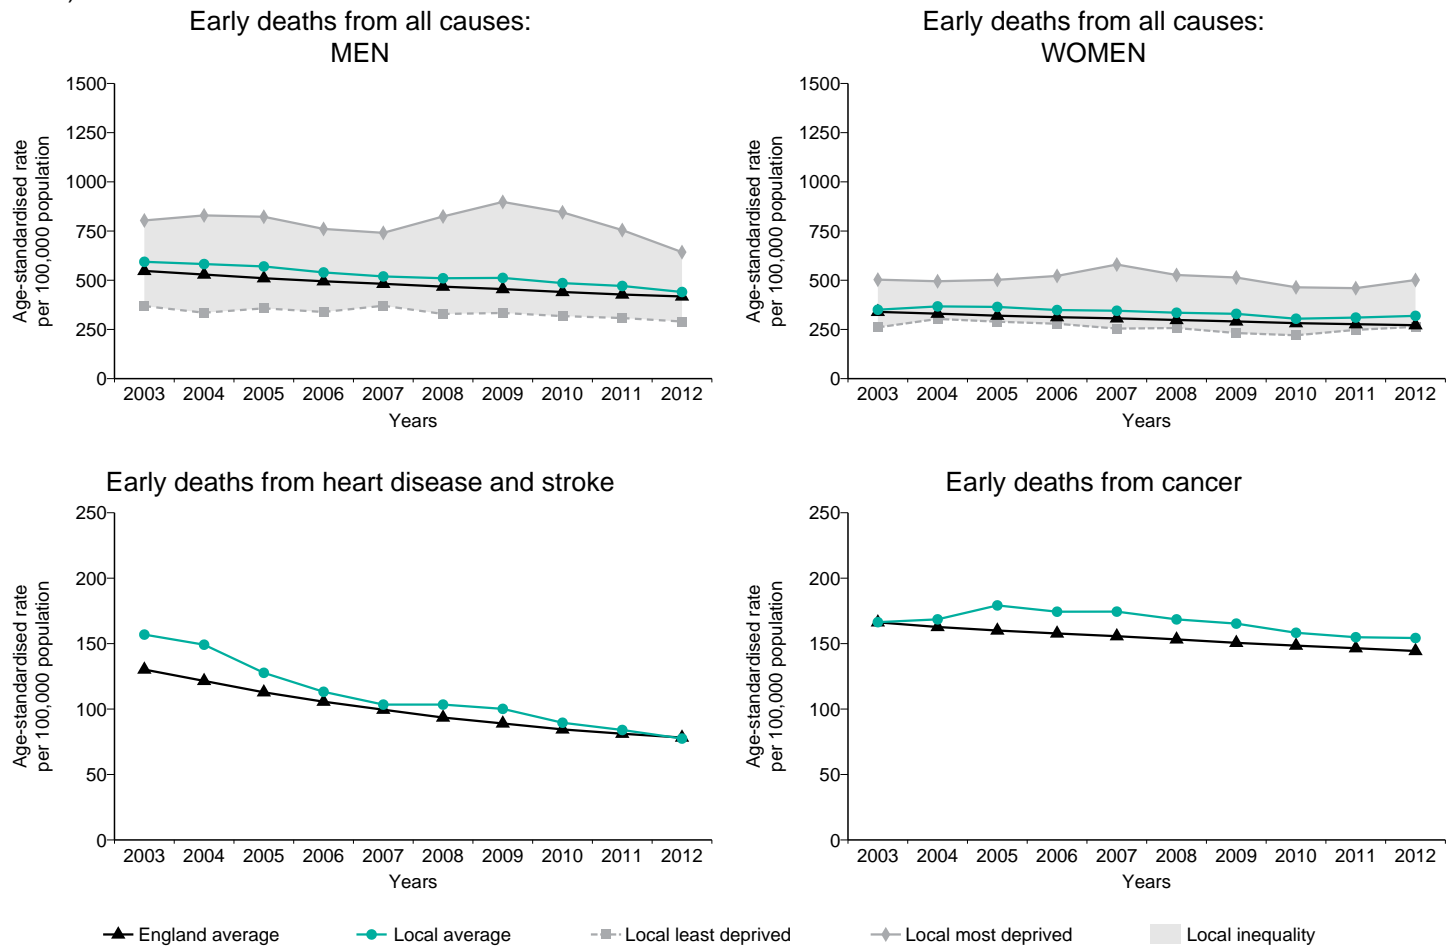 Early deaths from all causes:
MEN
Age-standardised rate
per 100,000 population
1500
1250
1000
750
500
250
0
2003 2004 2005 2006 2007 2008 2009 2010 2011 2012
Years
Early deaths from all causes:
WOMEN
Age-standardised rate
per 100,000 population
1500
1250
1000
750
500
250
0
2003 2004 2005 2006 2007 2008 2009 2010 2011 2012
Years
Early deaths from heart disease and stroke
Age-standardised rate
per 100,000 population
250
200
150
100
50
0
2003 2004 2005 2006 2007 2008 2009 2010 2011 2012
Years
Early deaths from cancer
Age-standardised rate
per 100,000 population
250
200
150
100
50
0
2003 2004 2005 2006 2007 2008 2009 2010 2011 2012
Years
England average
Local average
Local least deprived
Local most deprived
Local inequality